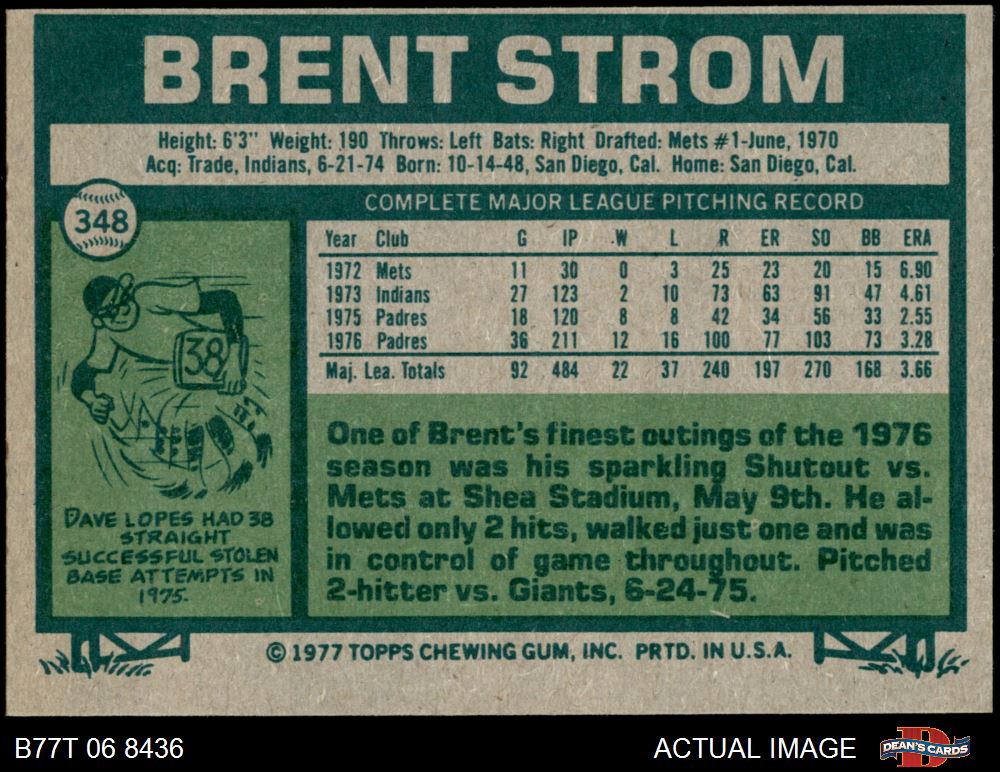 BRENT STROM
Height: 6'3" Weight: 190 Throws: Left Bats: Right Drafted: Mets #1-June, 1970
Acq: Trade, Indians, 6-21-74 Born: 10-14-48, San Diego, Cal. Home: San Diego, Cal.
348
COMPLETE MAJOR LEAGUE PITCHING RECORD
Year Club G IP W L R ER SO BB ERA
1972 Mets 11 30 0 3 25 23 20 15 6.90
1973 Indians 27 123 2 10 73 63 91 47 4.61
1975 Padres 18 120 8 8 42 34 56 33 2.55
1976 Padres 36 211 12 16 100 77 103 73 3.28
Maj. Lea. Totals 92 484 22 37 240 197 270 168 3.66
38
DAVE LOPES HAD 38
STRAIGHT
SUCCESSFUL STOLEN
BASE ATTEMPTS IN
1975.
One of Brent's finest outings of the 1976
season was his sparkling Shutout vs.
Mets at Shea Stadium, May 9th. He al-
lowed only 2 hits, walked just one and was
in control of game throughout. Pitched
2-hitter vs. Giants, 6-24-75.
© 1977 TOPPS CHEWING GUM, INC. PRTD. IN U.S.A.
B77T 06 8436
ACTUAL IMAGE
DEAN'S CARDS